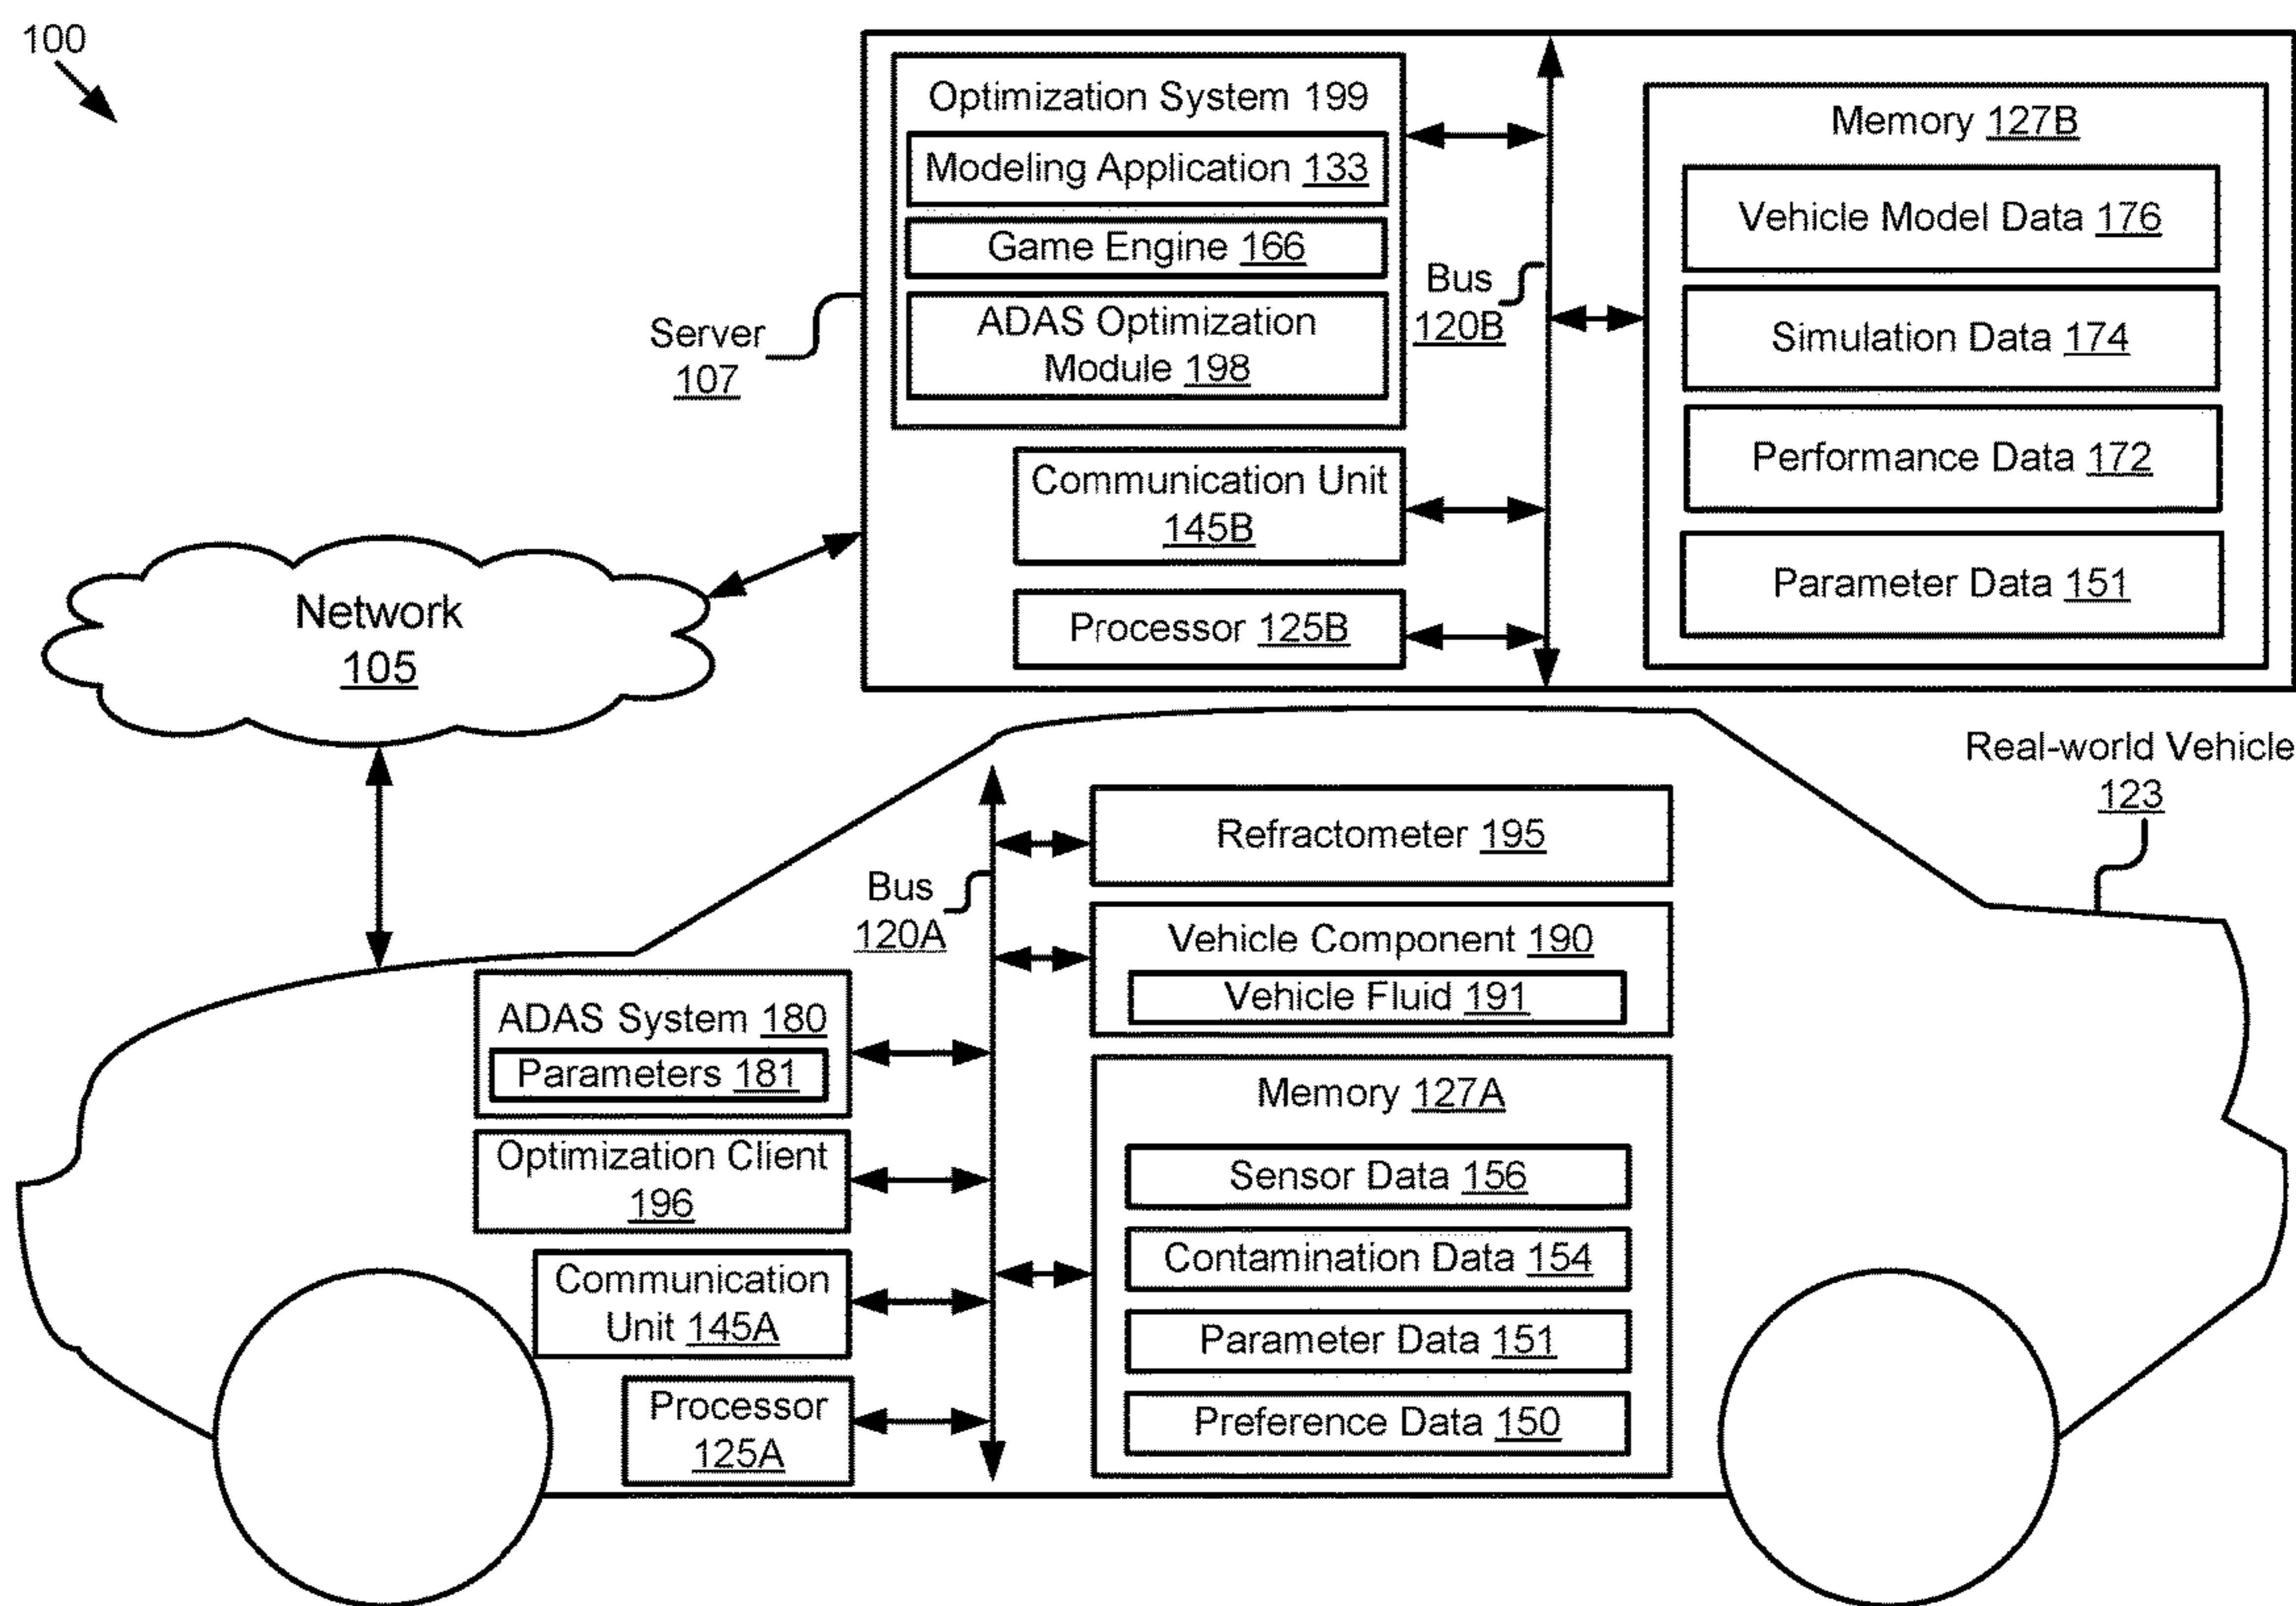 100
Optimization System 199
Modeling Application 133
Game Engine 166
ADAS Optimization
Module 198
Server
107
Bus
120B
Memory 127B
Vehicle Model Data 176
Simulation Data 174
Performance Data 172
Parameter Data 151
Communication Unit
145B
Processor 125B
Network
105
Real-world Vehicle
123
Bus
120A
Refractometer 195
Vehicle Component 190
Vehicle Fluid 191
ADAS System 180
Parameters 181
Optimization Client
196
Communication
Unit 145A
Processor
125A
Memory 127A
Sensor Data 156
Contamination Data 154
Parameter Data 151
Preference Data 150